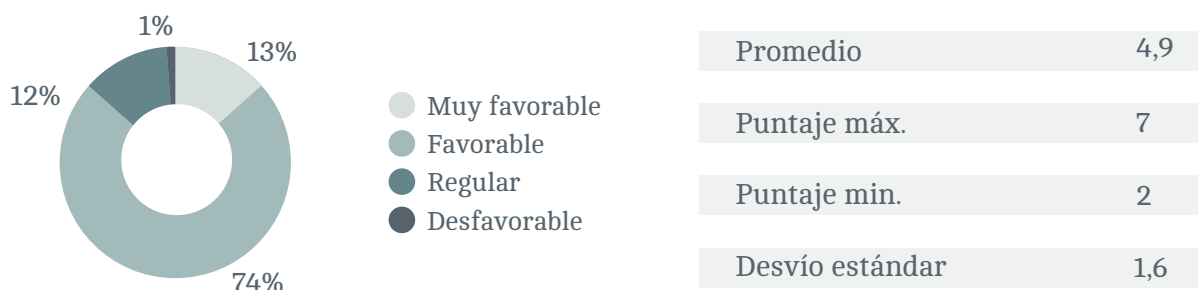 1%
13%
12%
74%
Muy favorable
Favorable
Regular
Desfavorable
Promedio 4,9
Puntaje máx. 7
Puntaje min. 2
Desvío estándar 1,6